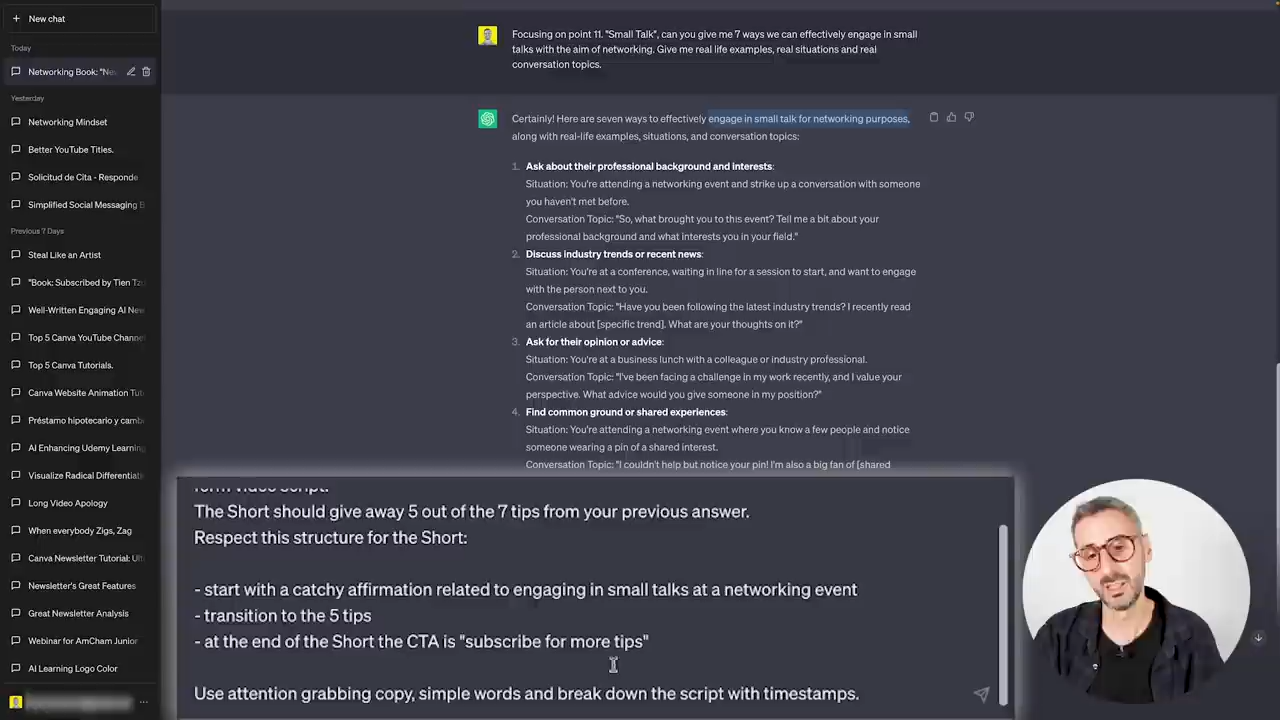 New chat
Today
Networking Book: "Ne
Yesterday
Networking Mindset
Better YouTube Titles.
Solicitud de Cita - Responde
Simplified Social Messaging B
Previous 7 Days
Steal Like an Artist
"Book: Subscribed by Tien Tzu
Well-Written Engaging AI New
Top 5 Canva YouTube Channe
Top 5 Canva Tutorials.
Canva Website Animation Tut
Préstamo hipotecario y camb
AI Enhancing Udemy Learning
Visualize Radical Differentiat
Long Video Apology
When everybody Zigs, Zag
Canva Newsletter Tutorial: Ult
Newsletter's Great Features
Great Newsletter Analysis
Webinar for AmCham Junior
AI Learning Logo Color
Focusing on point 11. "Small Talk", can you give me 7 ways we can effectively engage in small
talks with the aim of networking. Give me real life examples, real situations and real
conversation topics.
Certainly! Here are seven ways to effectively engage in small talk for networking purposes,
along with real-life examples, situations, and conversation topics:
1. Ask about their professional background and interests:
Situation: You're attending a networking event and strike up a conversation with someone
you haven't met before.
Conversation Topic: "So, what brought you to this event? Tell me a bit about your
professional background and what interests you in your field."
2. Discuss industry trends or recent news:
Situation: You're at a conference, waiting in line for a session to start, and want to engage
with the person next to you.
Conversation Topic: "Have you been following the latest industry trends? I recently read
an article about [specific trend]. What are your thoughts on it?"
3. Ask for their opinion or advice:
Situation: You're at a business lunch with a colleague or industry professional.
Conversation Topic: "I've been facing a challenge in my work recently, and I value your
perspective. What advice would you give someone in my position?"
4. Find common ground or shared experiences:
Situation: You're attending a networking event where you know a few people and notice
someone wearing a pin of a shared interest.
Conversation Topic: "I couldn't help but notice your pin! I'm also a big fan of [shared
form video script.
The Short should give away 5 out of the 7 tips from your previous answer.
Respect this structure for the Short:
- start with a catchy affirmation related to engaging in small talks at a networking event
- transition to the 5 tips
- at the end of the Short the CTA is "subscribe for more tips"
Use attention grabbing copy, simple words and break down the script with timestamps.